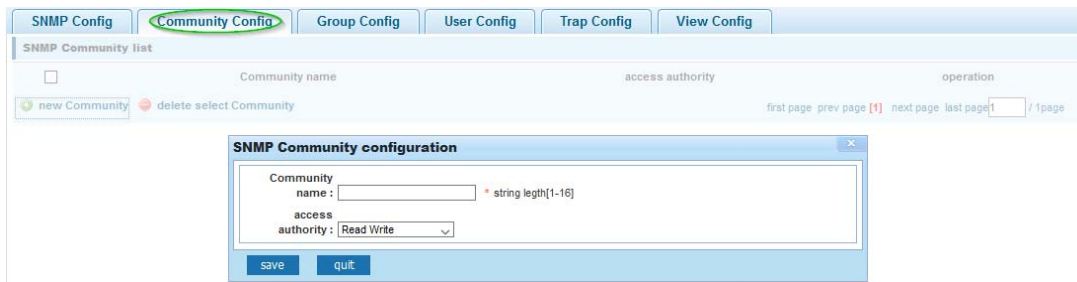 SNMP Config Community Config Group Config User Config Trap Config View Config
SNMP Community list
Community name access authority operation
new Community delete select Community first page prev page [1] next page last page 1 / 1page
SNMP Community configuration
Community
name : * string legth[1-16]
access
authority : Read Write
save quit